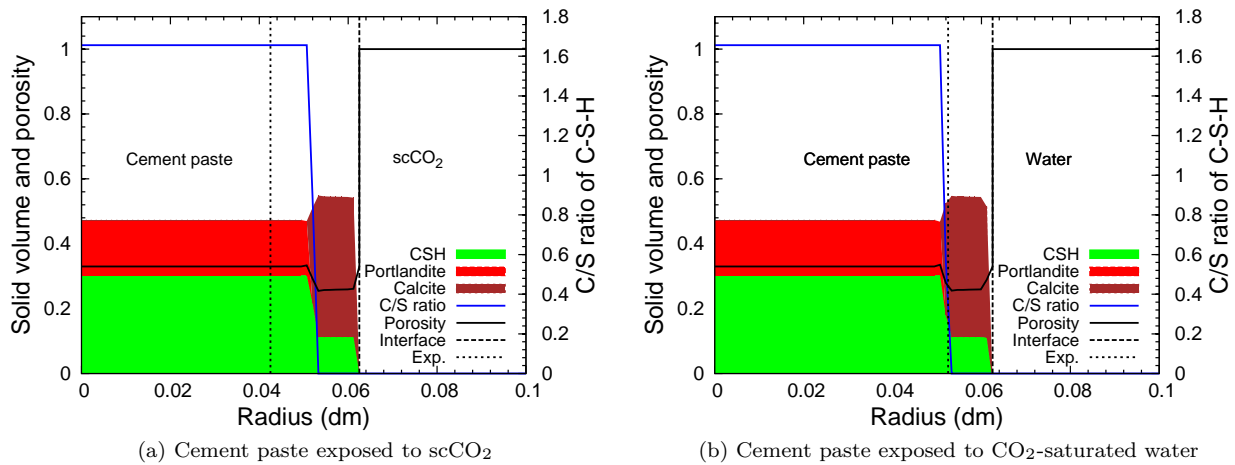 Solid volume and porosity
0
0.2
0.4
0.6
0.8
1
0
0.02
0.04
0.06
0.08
0.1
Radius (dm)
0
0.2
0.4
0.6
0.8
1
1.2
1.4
1.6
1.8
C/S ratio of C-S-H
Cement paste
scCO₂
CSH
Portlandite
Calcite
C/S ratio
Porosity
Interface
Exp.
(a) Cement paste exposed to scCO₂
Solid volume and porosity
0
0.2
0.4
0.6
0.8
1
0
0.02
0.04
0.06
0.08
0.1
Radius (dm)
0
0.2
0.4
0.6
0.8
1
1.2
1.4
1.6
1.8
C/S ratio of C-S-H
Cement paste
Water
CSH
Portlandite
Calcite
C/S ratio
Porosity
Interface
Exp.
(b) Cement paste exposed to CO₂-saturated water